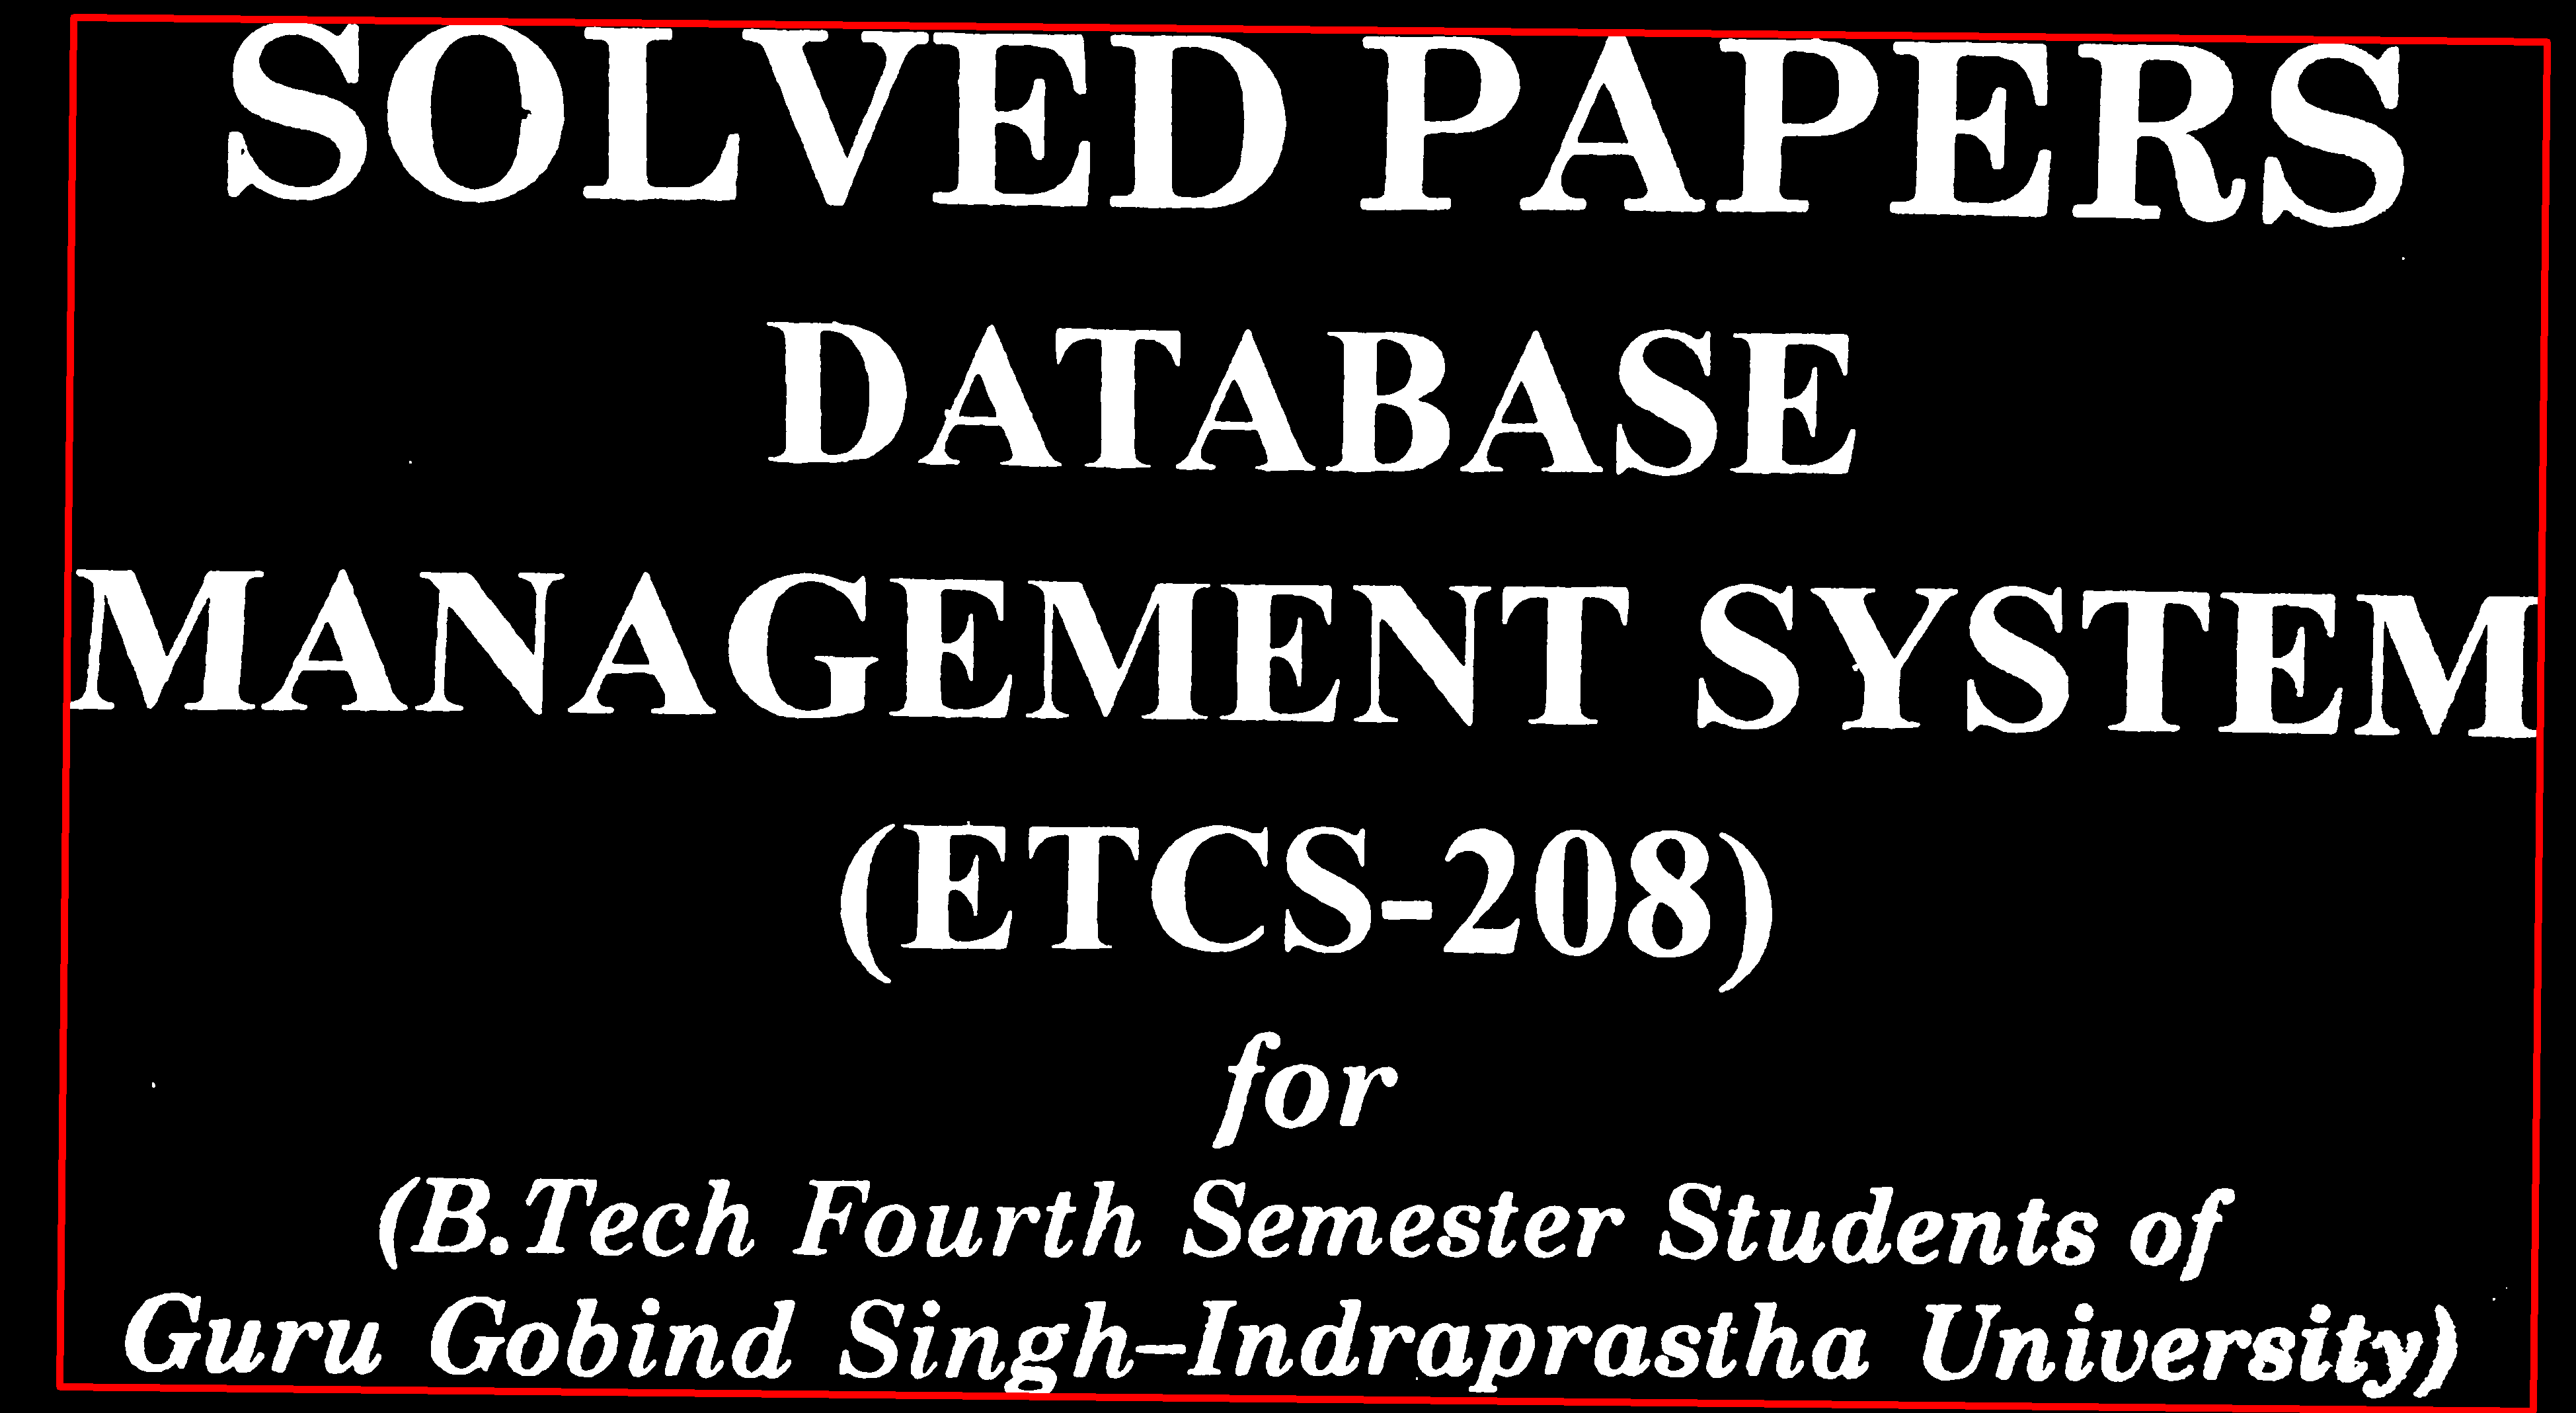 SOLVED PAPERS
DATABASE
MANAGEMENT SYSTEM
(ETCS-208)
for
(B.Tech Fourth Semester Students of
Guru Gobind Singh–Indraprastha University)